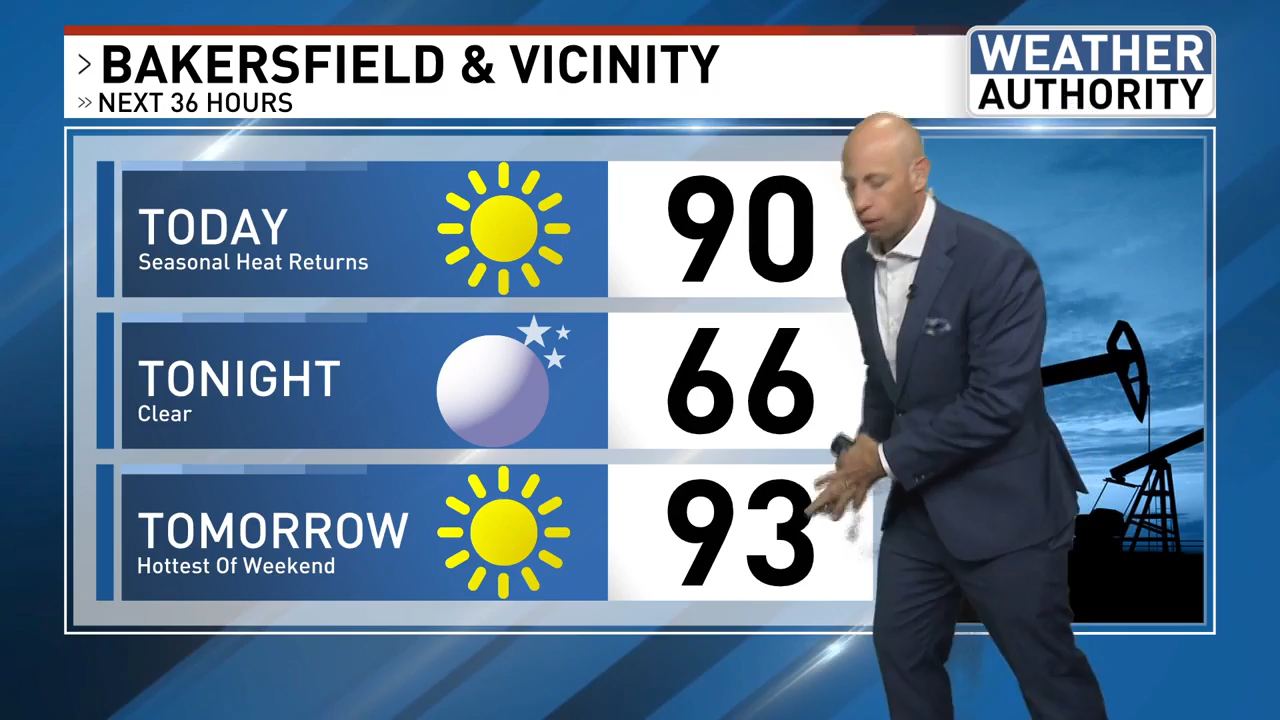 > BAKERSFIELD & VICINITY
» NEXT 36 HOURS
WEATHER
AUTHORITY
TODAY
Seasonal Heat Returns
90
TONIGHT
Clear
66
TOMORROW
Hottest Of Weekend
93